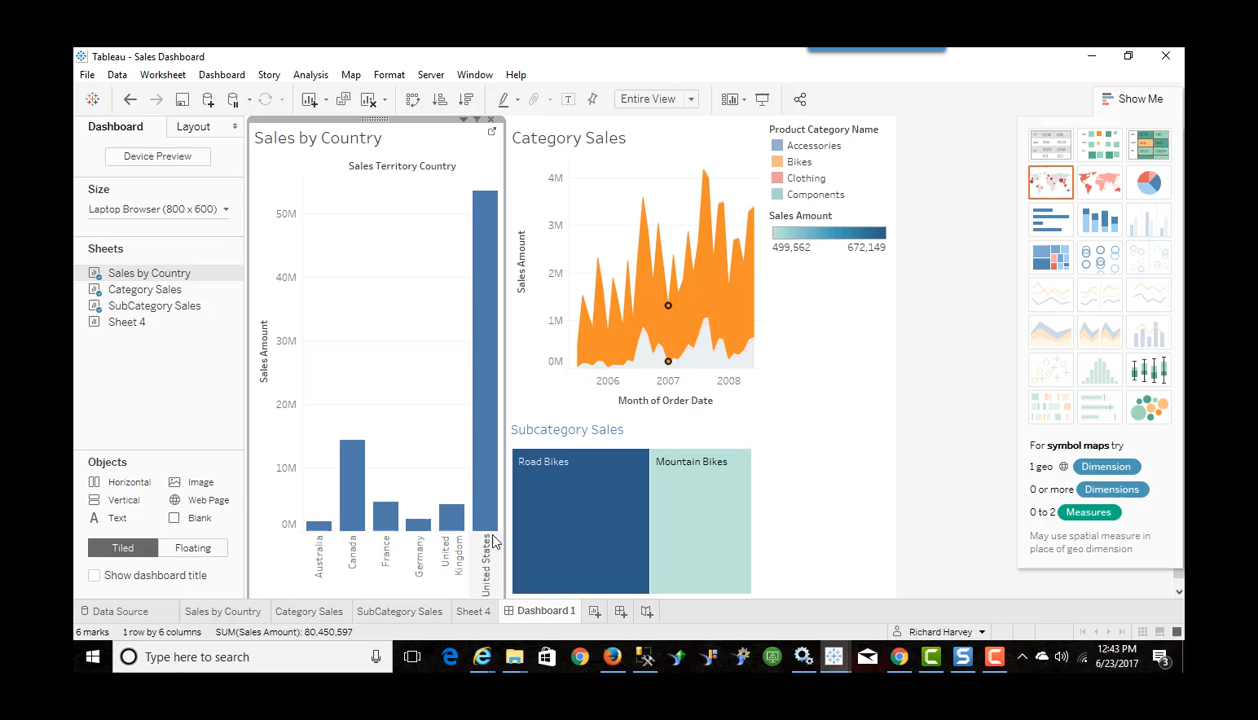 Tableau - Sales Dashboard
File Data Worksheet Dashboard Story Analysis Map Format Server Window Help
Entire View
Show Me
Dashboard Layout
Device Preview
Size
Laptop Browser (800 x 600)
Sheets
Sales by Country
Category Sales
SubCategory Sales
Sheet 4
Objects
Horizontal Image
Vertical Web Page
Text Blank
Tiled Floating
Show dashboard title
Sales by Country
Sales Territory Country
Sales Amount
50M
40M
30M
20M
10M
0M
Australia
Canada
France
Germany
United
Kingdom
United States
Category Sales
Sales Amount
4M
3M
2M
1M
0M
2006 2007 2008
Month of Order Date
Subcategory Sales
Road Bikes
Mountain Bikes
Product Category Name
Accessories
Bikes
Clothing
Components
Sales Amount
499,562 672,149
For symbol maps try
1 geo Dimension
0 or more Dimensions
0 to 2 Measures
May use spatial measure in
place of geo dimension
Data Source Sales by Country Category Sales SubCategory Sales Sheet 4 Dashboard 1
6 marks 1 row by 6 columns SUM(Sales Amount): 80,450,597
Richard Harvey
Type here to search
12:43 PM
6/23/2017
3